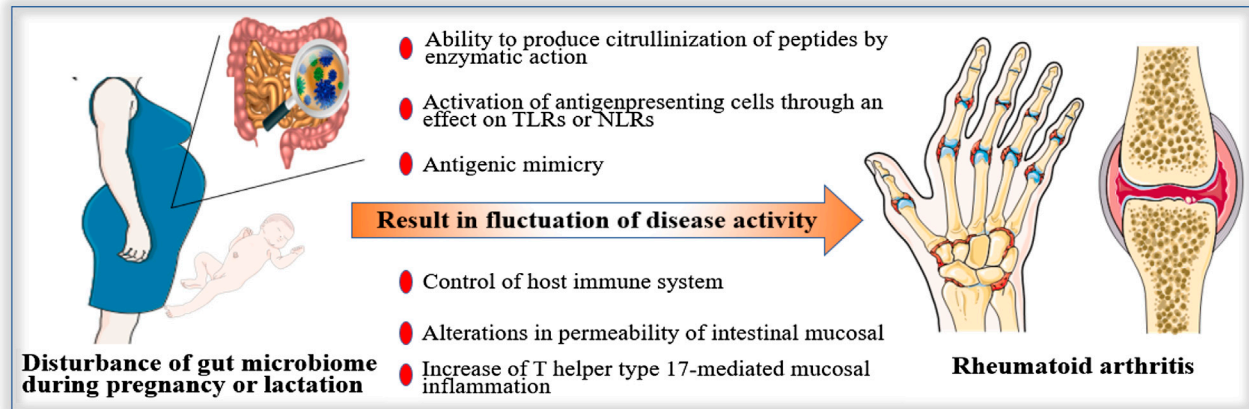 Ability to produce citrullinization of peptides by
enzymatic action
Activation of antigenpresenting cells through an
effect on TLRs or NLRs
Antigenic mimicry
Result in fluctuation of disease activity
Control of host immune system
Alterations in permeability of intestinal mucosal
Increase of T helper type 17-mediated mucosal
inflammation
Disturbance of gut microbiome
during pregnancy or lactation
Rheumatoid arthritis